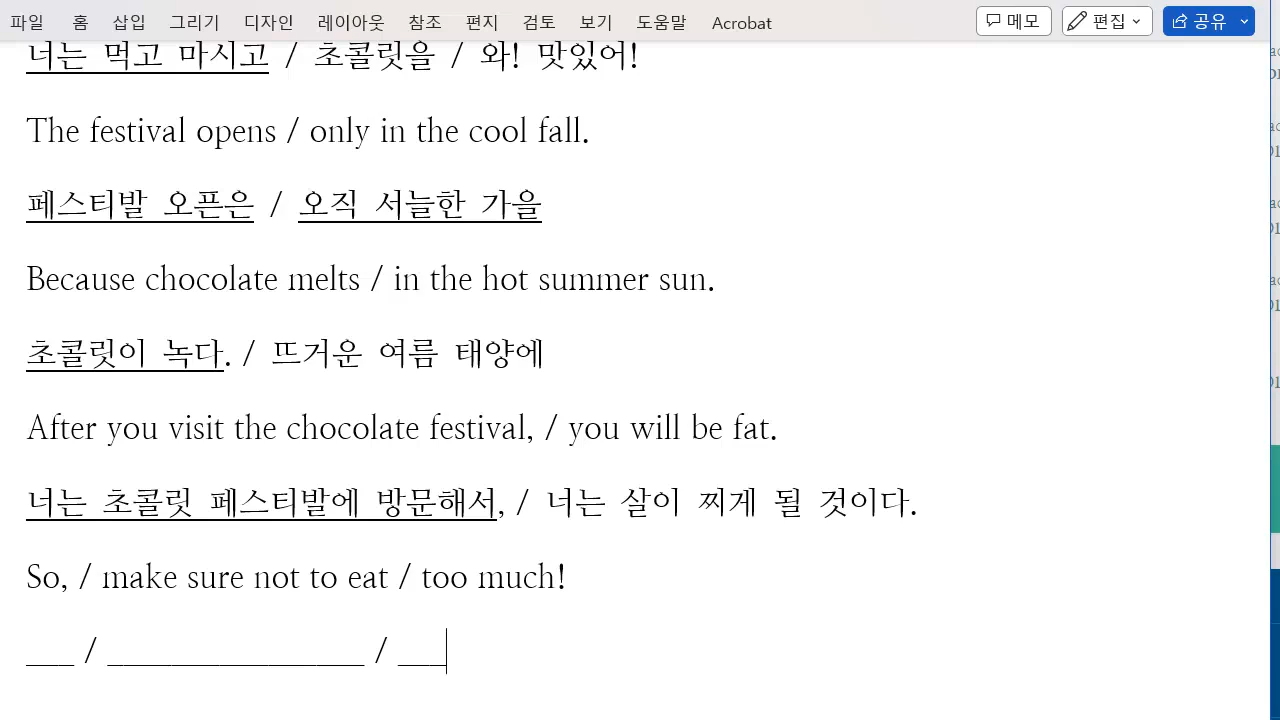 파일 홈 삽입 그리기 디자인 레이아웃 참조 편지 검토 보기 도움말 Acrobat 메모 편집 공유
너는 먹고 마시고 / 초콜릿을 / 와! 맛있어!
The festival opens / only in the cool fall.
페스티발 오픈은 / 오직 서늘한 가을
Because chocolate melts / in the hot summer sun.
초콜릿이 녹다. / 뜨거운 여름 태양에
After you visit the chocolate festival, / you will be fat.
너는 초콜릿 페스티발에 방문해서, / 너는 살이 찌게 될 것이다.
So, / make sure not to eat / too much!
___ / ________________ / ___